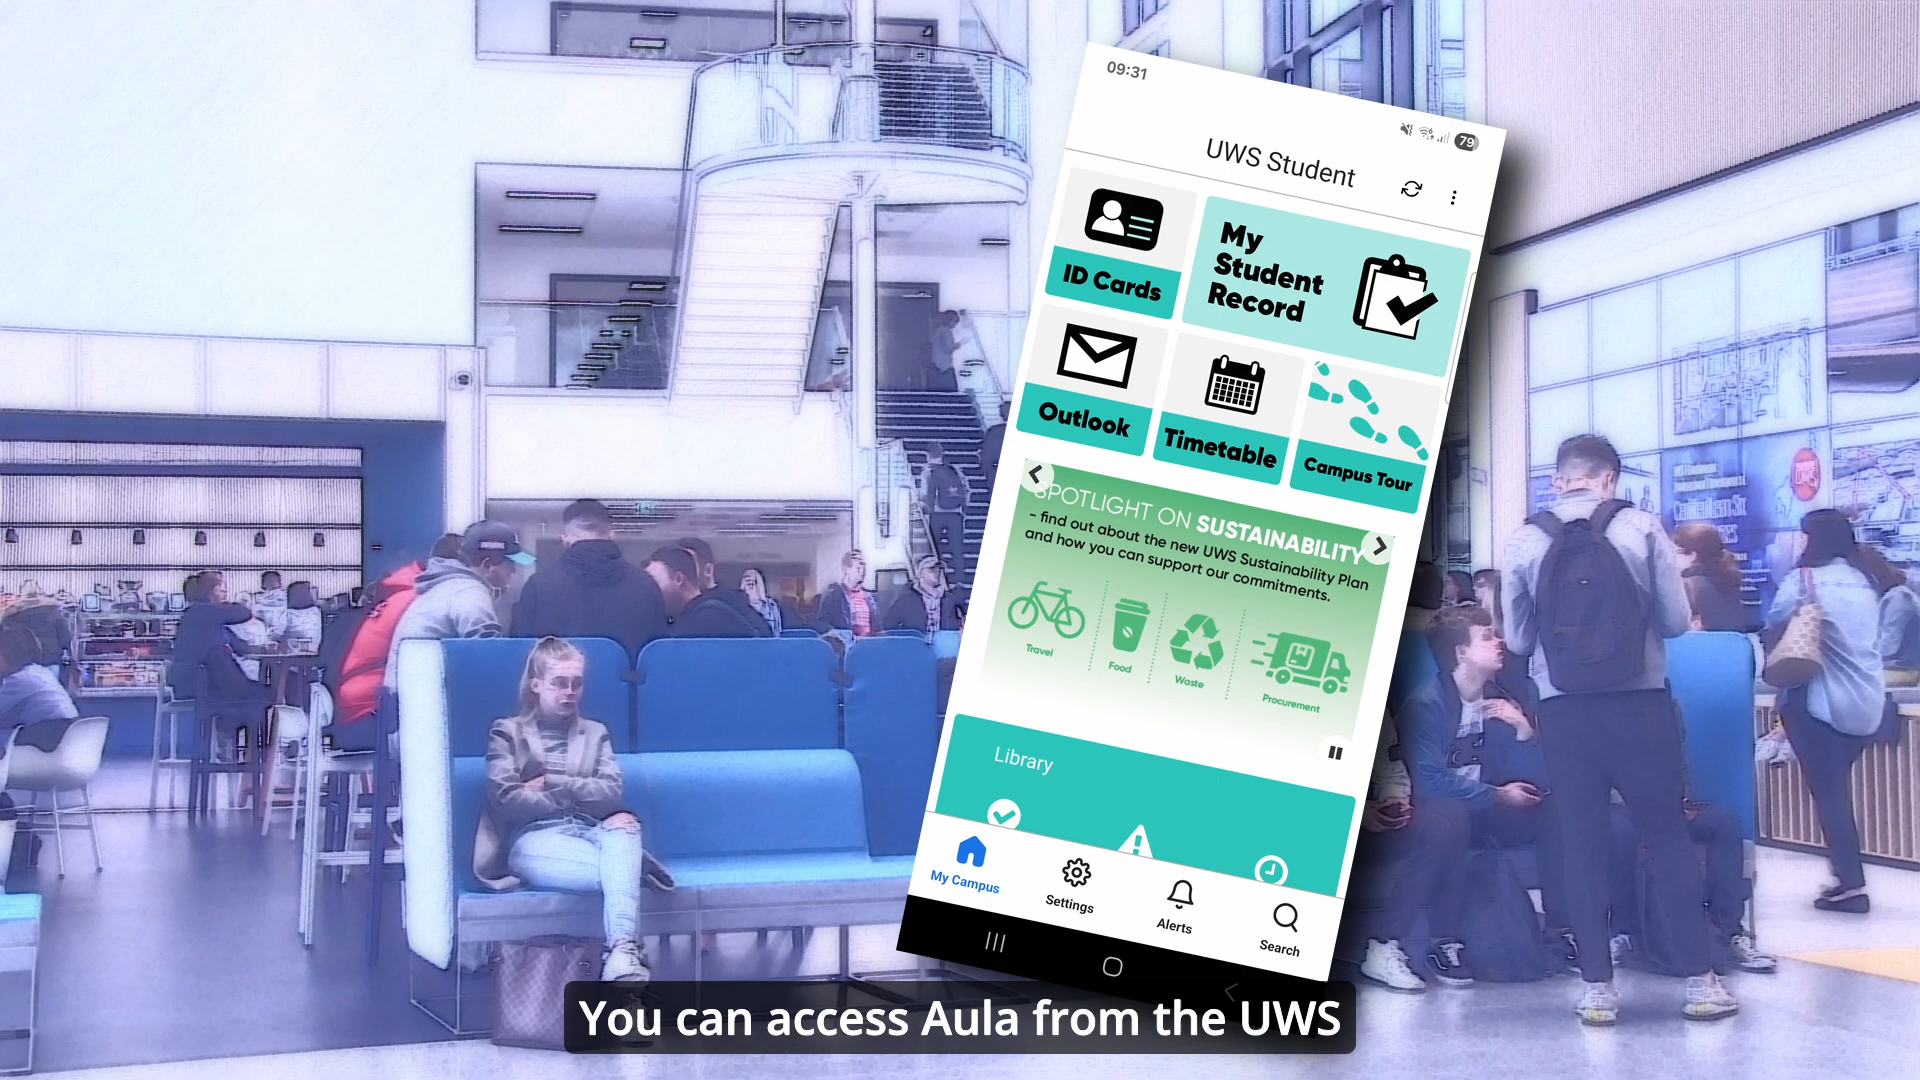 09:31
79
UWS Student
ID Cards
My
Student
Record
Outlook
Timetable
Campus Tour
SPOTLIGHT ON SUSTAINABILITY
- find out about the new UWS Sustainability Plan
and how you can support our commitments.
Travel
Food
Waste
Procurement
Library
My Campus
Settings
Alerts
Search
You can access Aula from the UWS